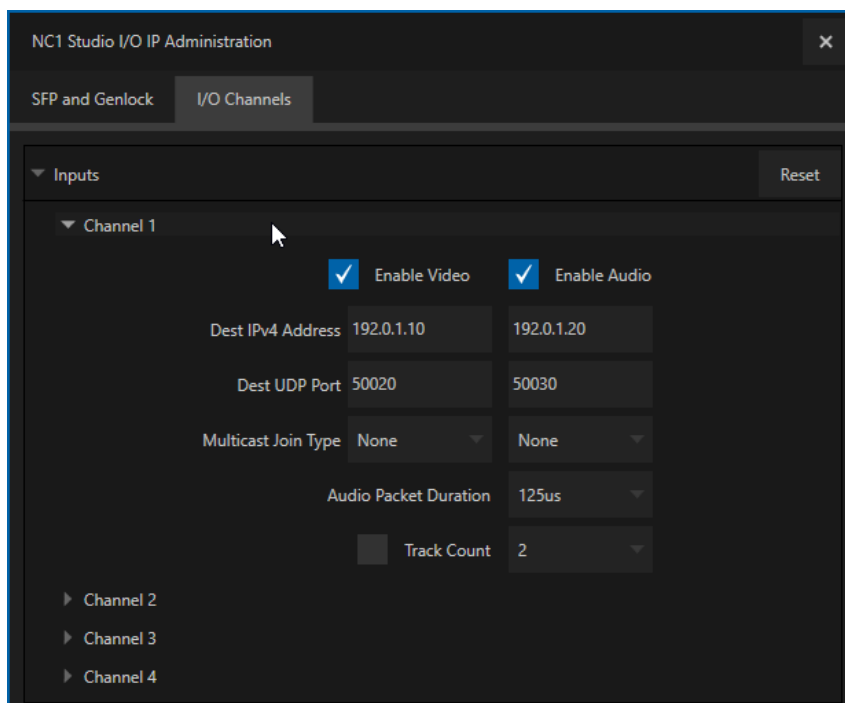 NC1 Studio I/O IP Administration
SFP and Genlock I/O Channels
Inputs Reset
Channel 1
Enable Video Enable Audio
Dest IPv4 Address 192.0.1.10 192.0.1.20
Dest UDP Port 50020 50030
Multicast Join Type None None
Audio Packet Duration 125us
Track Count 2
Channel 2
Channel 3
Channel 4